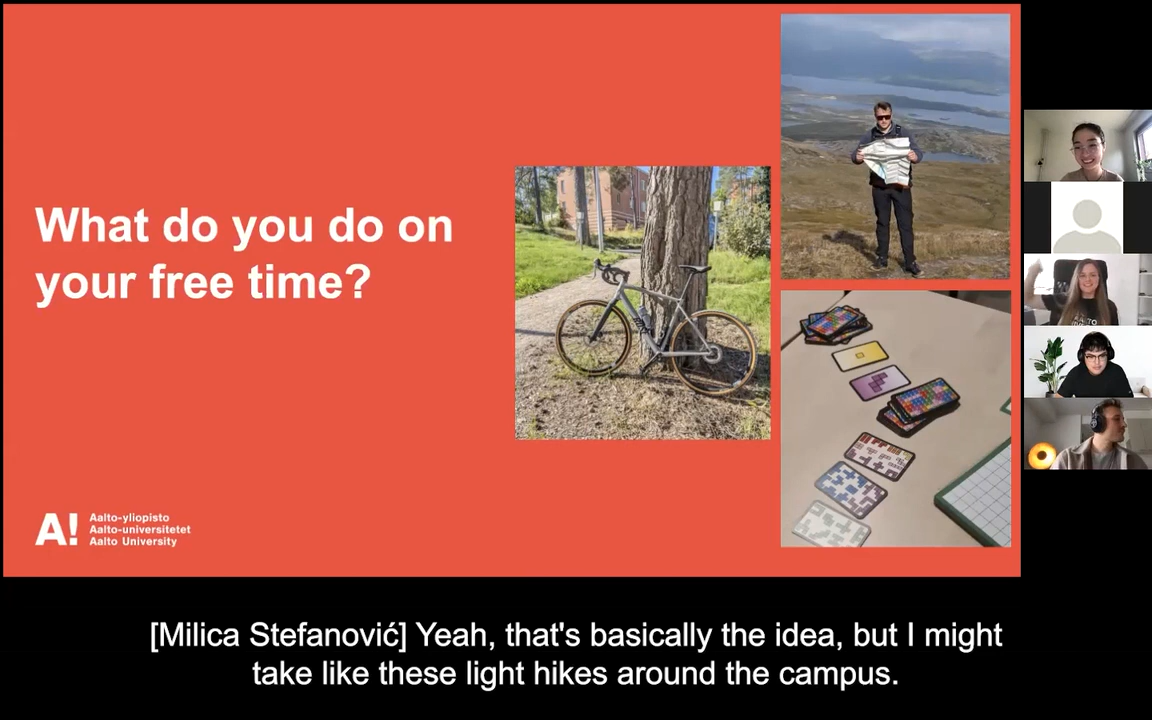 What do you do on
your free time?
A!
Aalto-yliopisto
Aalto-universitetet
Aalto University
[Milica Stefanović] Yeah, that's basically the idea, but I might
take like these light hikes around the campus.